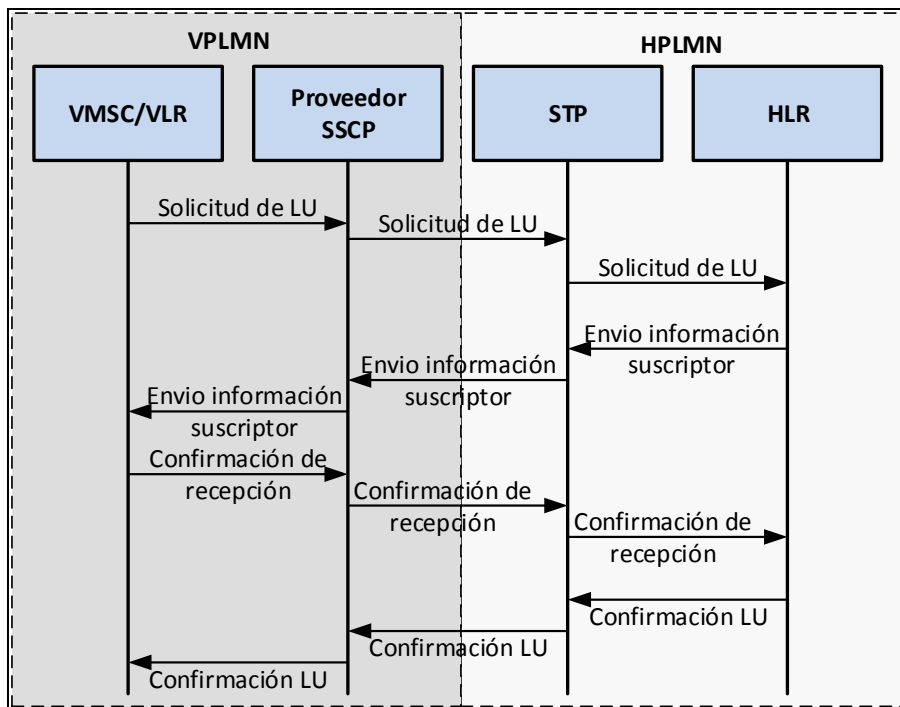 VPLMN
HPLMN
VMSC/VLR
Proveedor
SSCP
STP
HLR
Solicitud de LU
Solicitud de LU
Solicitud de LU
Envio información
suscriptor
Envio información
suscriptor
Envio información
suscriptor
Confirmación de
recepción
Confirmación de
recepción
Confirmación de
recepción
Confirmación LU
Confirmación LU
Confirmación LU